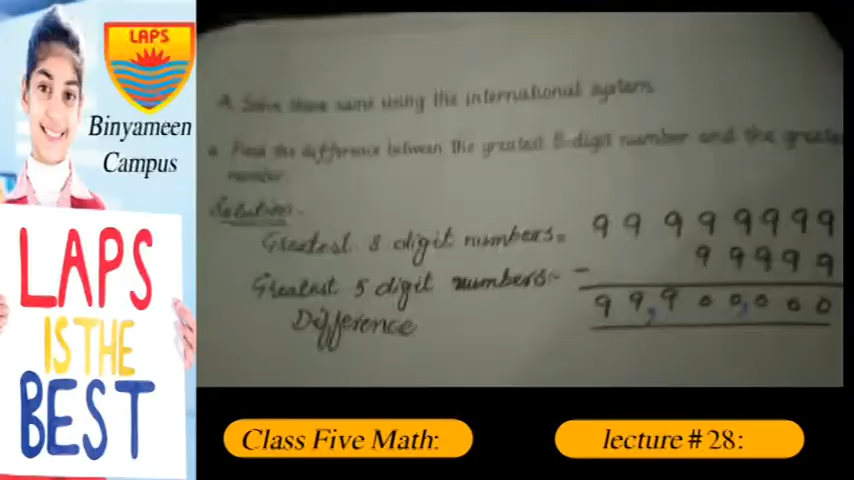 LAPS
Binyameen
Campus
LAPS
IS THE
BEST
A. Solve these sums using the international system.
a. Find the difference between the greatest 8-digit number and the greatest
number.
Solution.
Greatest 8 digit numbers = 99 999999
Greatest 5 digit numbers = - 99999
Difference 99,900,000
Class Five Math:
lecture # 28: